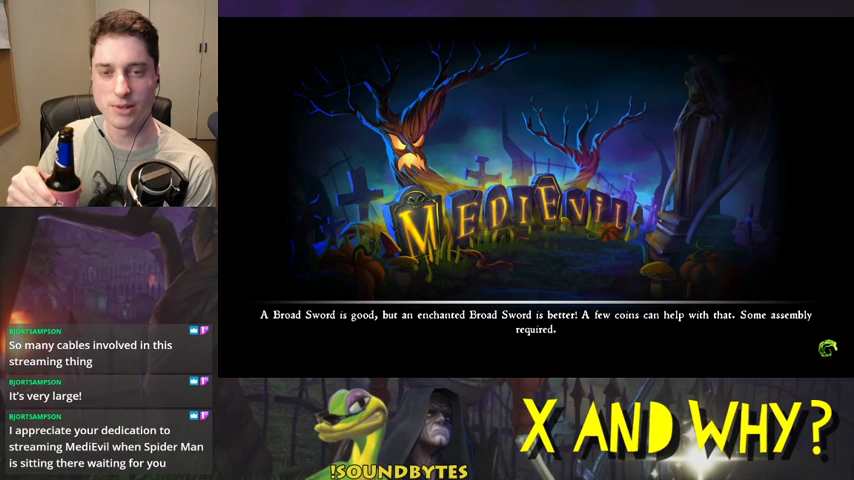 MEDIEVIL
A Broad Sword is good, but an enchanted Broad Sword is better! A few coins can help with that. Some assembly
required.
BJORTSAMPSON
So many cables involved in this
streaming thing
BJORTSAMPSON
It's very large!
BJORTSAMPSON
I appreciate your dedication to
streaming MediEvil when Spider Man
is sitting there waiting for you
X AND WHY?
!SOUNDBYTES